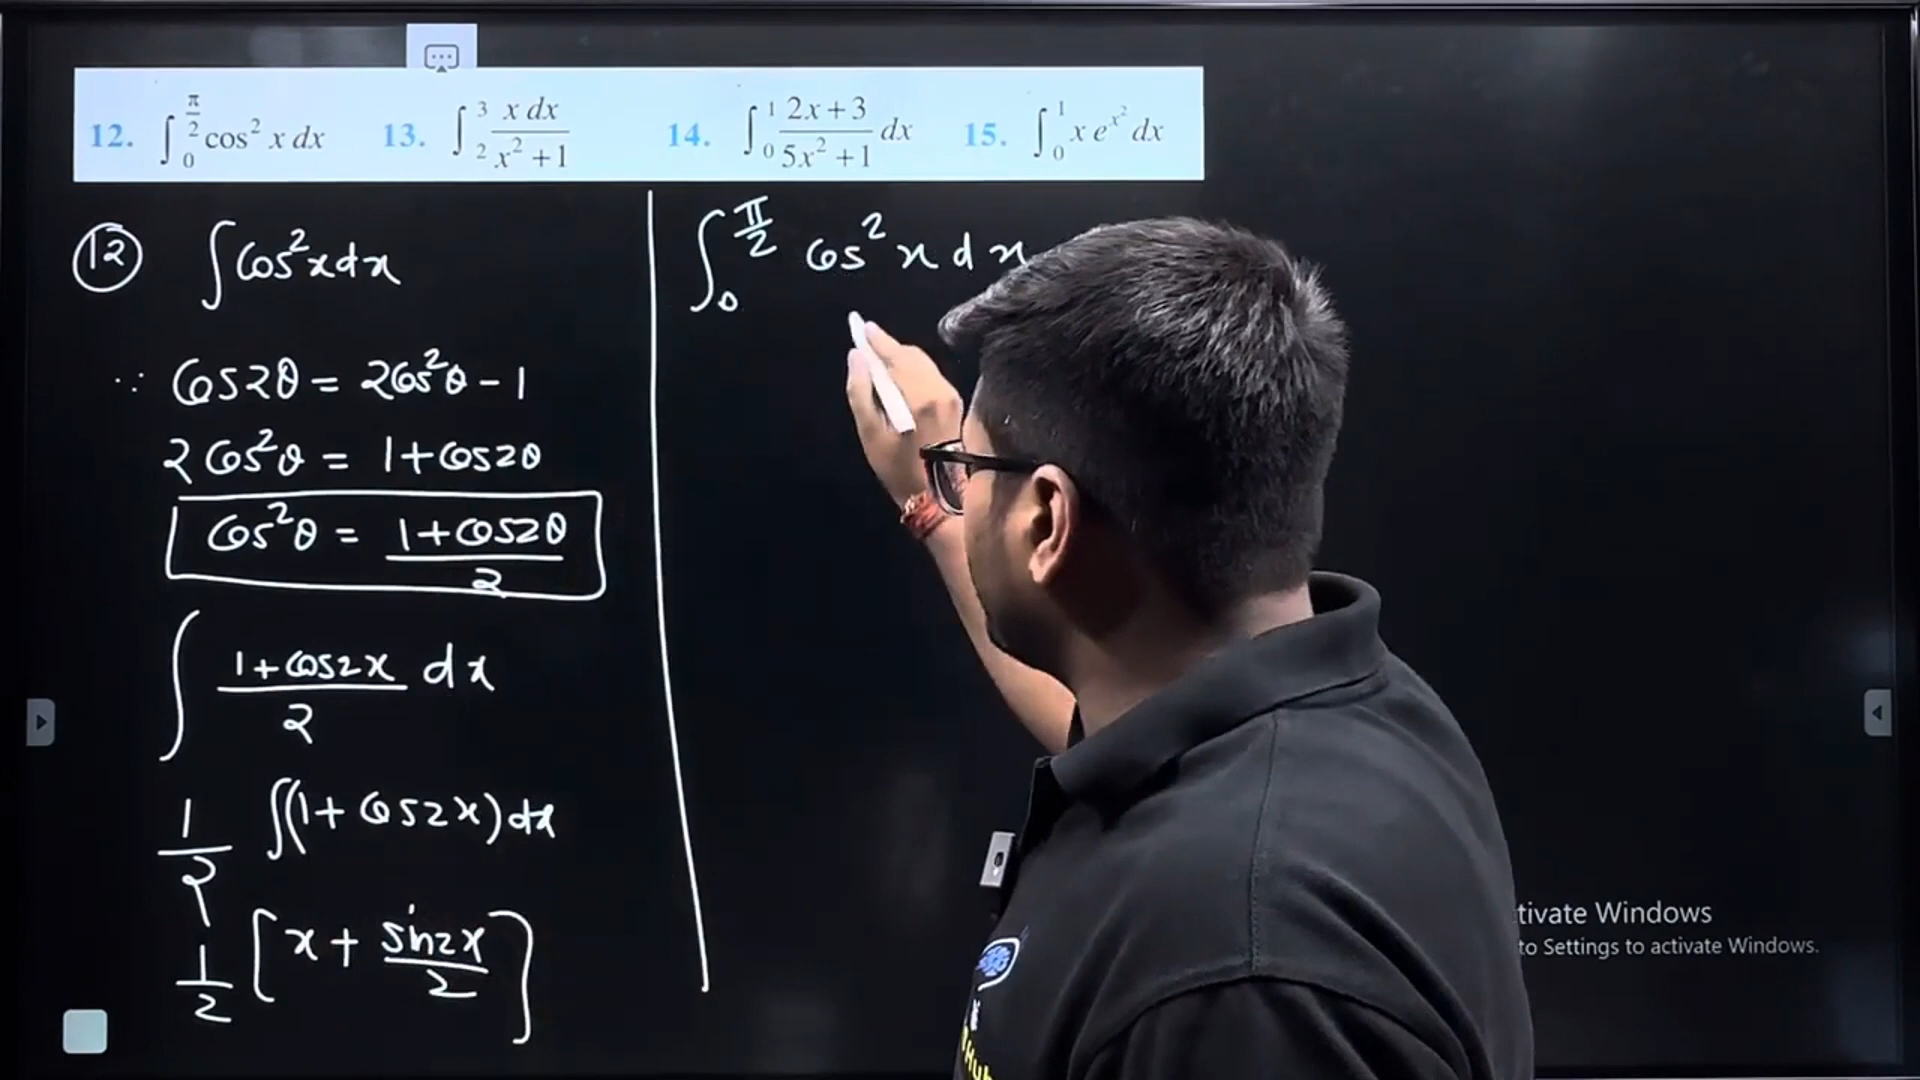 12. ∫₀^(π/2) cos² x dx 13. ∫₂³ x dx / (x² + 1) 14. ∫₀¹ (2x + 3) / (5x² + 1) dx 15. ∫₀¹ x e^(x²) dx
(12) ∫ Cos²x dx
∵ Cos2θ = 2Cos²θ - 1
2Cos²θ = 1 + Cos2θ
Cos²θ = (1 + Cos2θ) / 2
∫ (1 + Cos2x) / 2 dx
1/2 ∫(1 + Cos2x) dx
1/2 [x + sin2x / 2]
∫₀^(π/2) Cos² x dx
tivate Windows
to Settings to activate Windows.